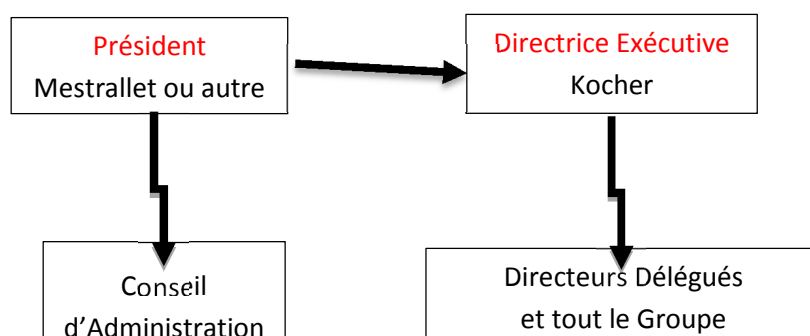 Président
Mestrallet ou autre
Directrice Exécutive
Kocher
Conseil
d'Administration
Directeurs Délégués
et tout le Groupe